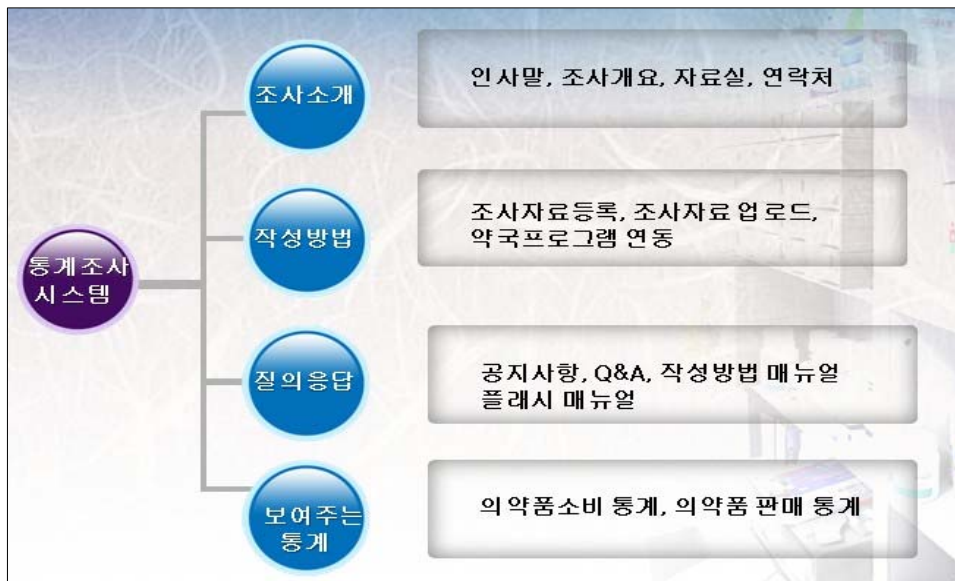 통계조사
시스템
조사소개
인사말, 조사개요, 자료실, 연락처
작성방법
조사자료등록, 조사자료 업로드,
약국프로그램 연동
질의응답
공지사항, Q&A, 작성방법 매뉴얼
플래시 매뉴얼
보여주는
통계
의약품소비 통계, 의약품 판매 통계